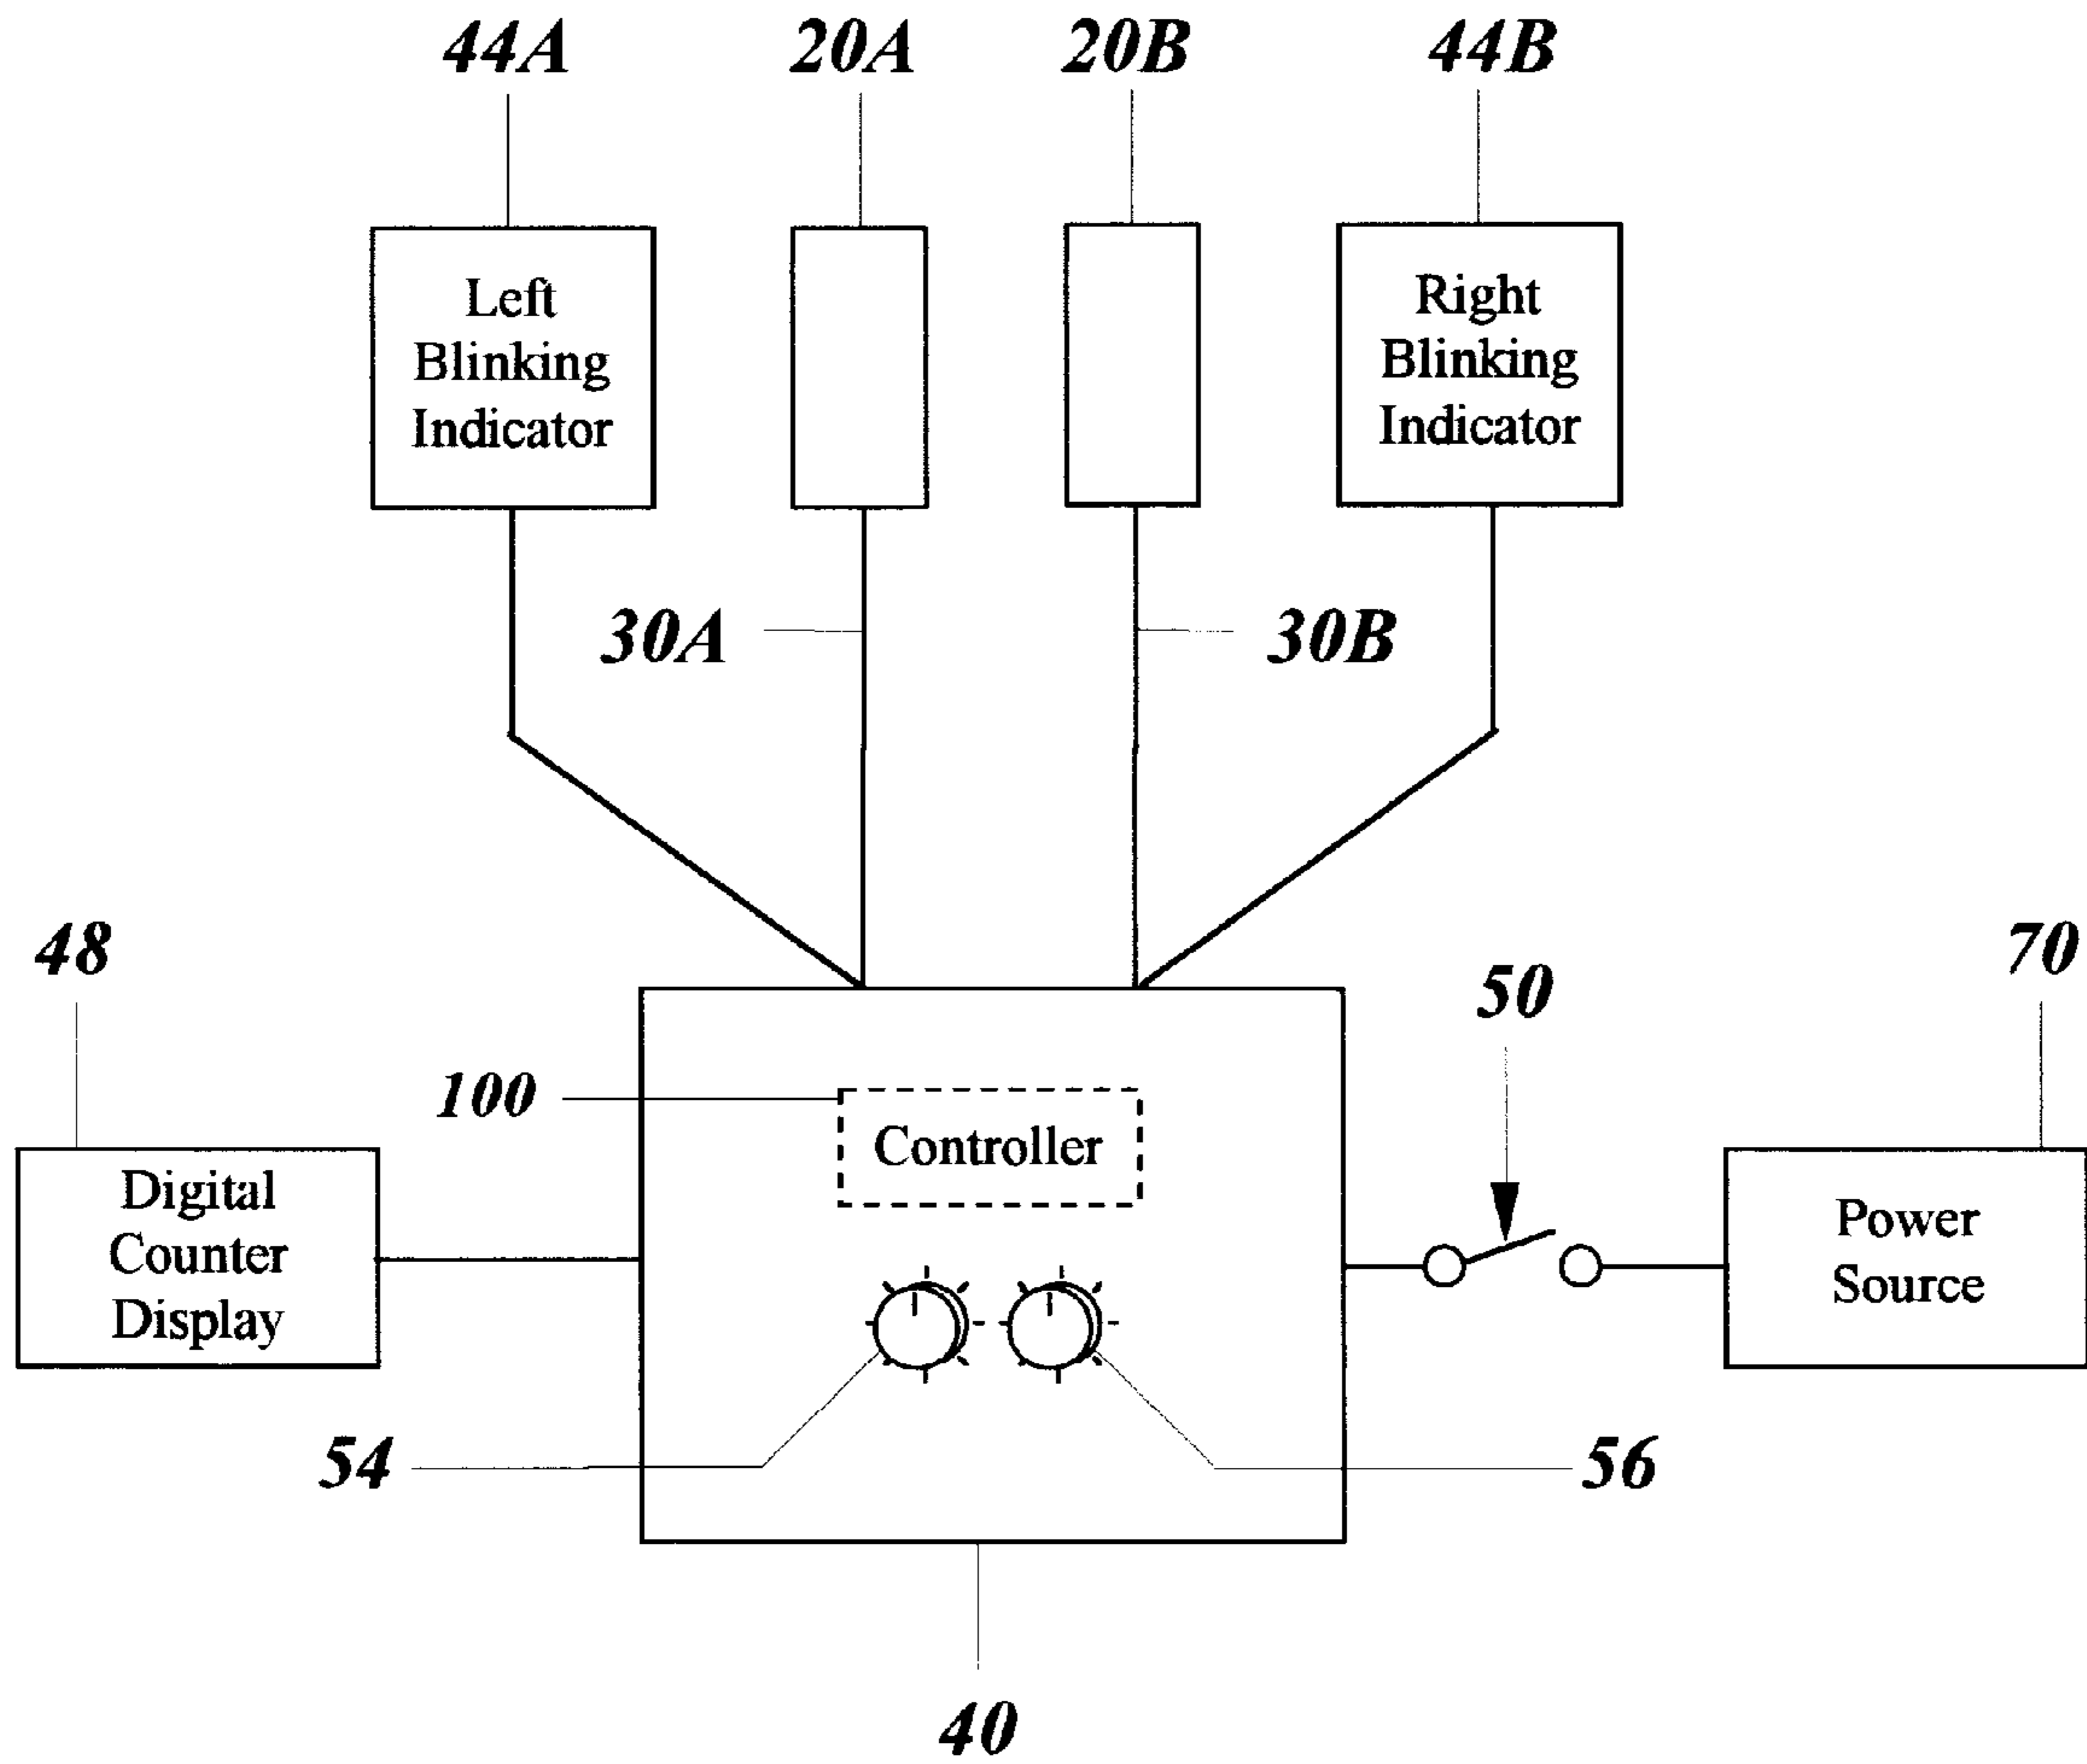 44A
20A
20B
44B
Left
Blinking
Indicator
Right
Blinking
Indicator
30A
30B
48
50
70
100
Controller
Digital
Counter
Display
Power
Source
54
56
40